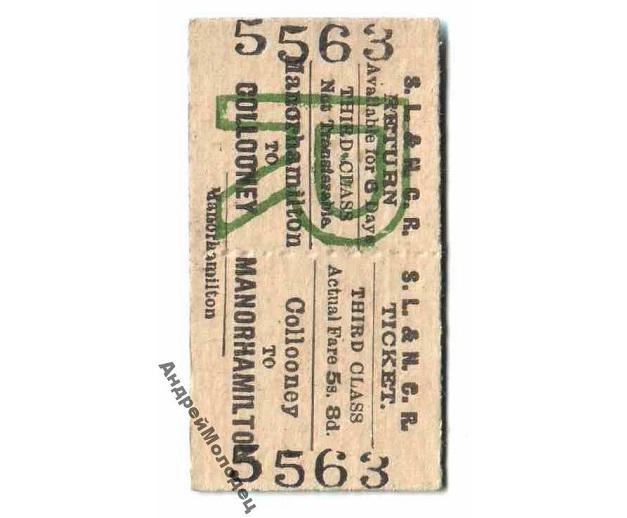 5563
S. L. & N. C. R.
RETURN
Available for 6 Days
THIRD CLASS
Not Transferable
Manorhamilton
TO
COLLOONEY
Manorhamilton
R
S. L. & N. C. R.
TICKET.
THIRD CLASS
Actual Fare 5s. 3d.
Collooney
TO
MANORHAMILTON
5563
АндрейМолодец